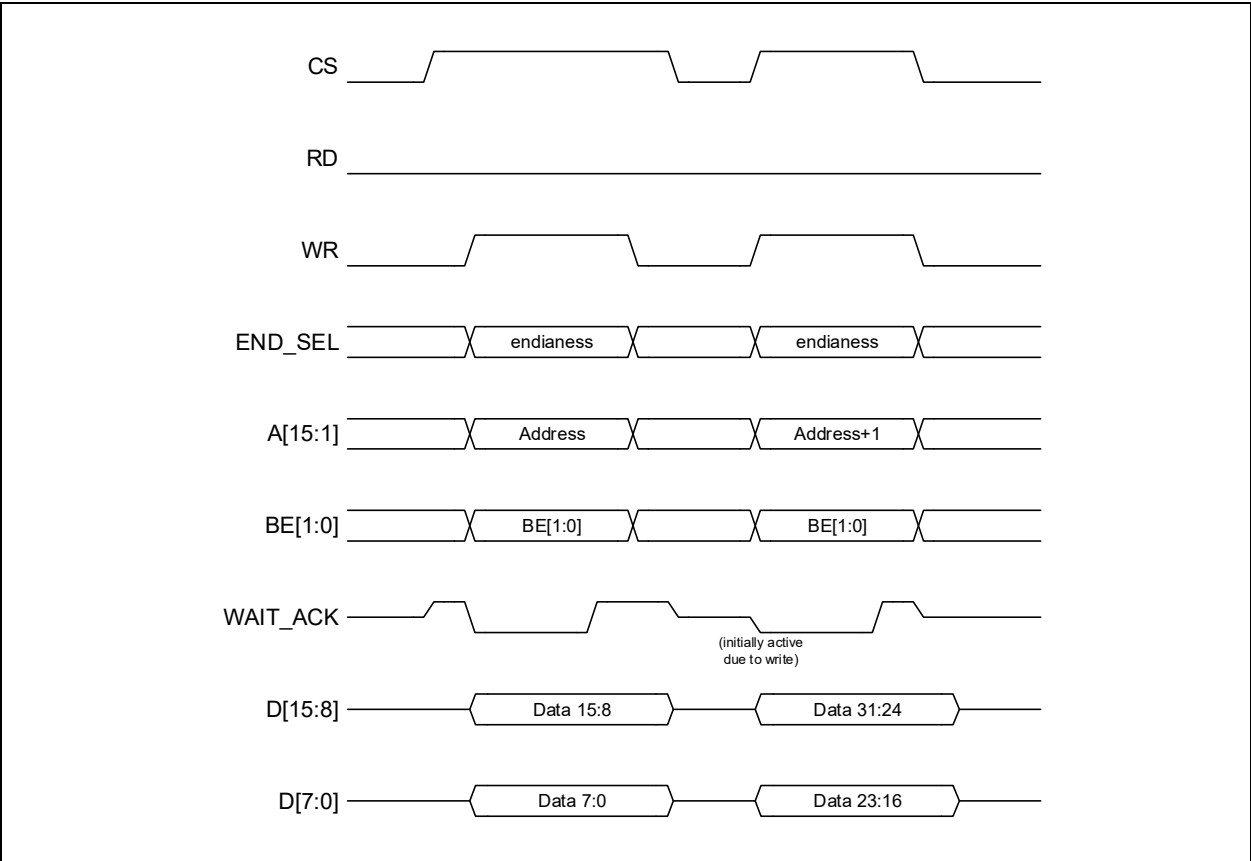 CS
RD
WR
END_SEL
endianess
endianess
A[15:1]
Address
Address+1
BE[1:0]
BE[1:0]
BE[1:0]
WAIT_ACK
(initially active
due to write)
D[15:8]
Data 15:8
Data 31:24
D[7:0]
Data 7:0
Data 23:16